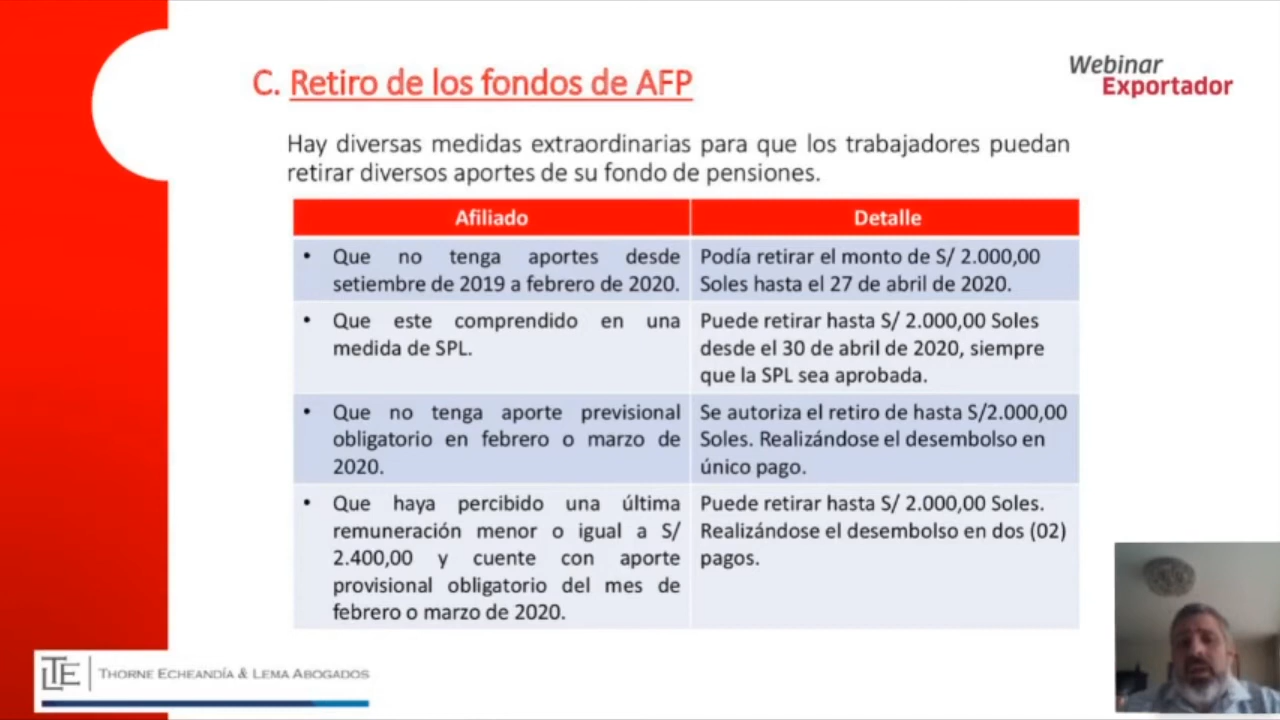 C. Retiro de los fondos de AFP
Webinar
Exportador
Hay diversas medidas extraordinarias para que los trabajadores puedan
retirar diversos aportes de su fondo de pensiones.
Afiliado
Detalle
• Que no tenga aportes desde
setiembre de 2019 a febrero de 2020.
Podía retirar el monto de S/ 2.000,00
Soles hasta el 27 de abril de 2020.
• Que este comprendido en una
medida de SPL.
Puede retirar hasta S/ 2.000,00 Soles
desde el 30 de abril de 2020, siempre
que la SPL sea aprobada.
• Que no tenga aporte previsional
obligatorio en febrero o marzo de
2020.
Se autoriza el retiro de hasta S/2.000,00
Soles. Realizándose el desembolso en
único pago.
• Que haya percibido una última
remuneración menor o igual a S/
2.400,00 y cuente con aporte
provisional obligatorio del mes de
febrero o marzo de 2020.
Puede retirar hasta S/ 2.000,00 Soles.
Realizándose el desembolso en dos (02)
pagos.
LTE
THORNE ECHEANDÍA & LEMA ABOGADOS